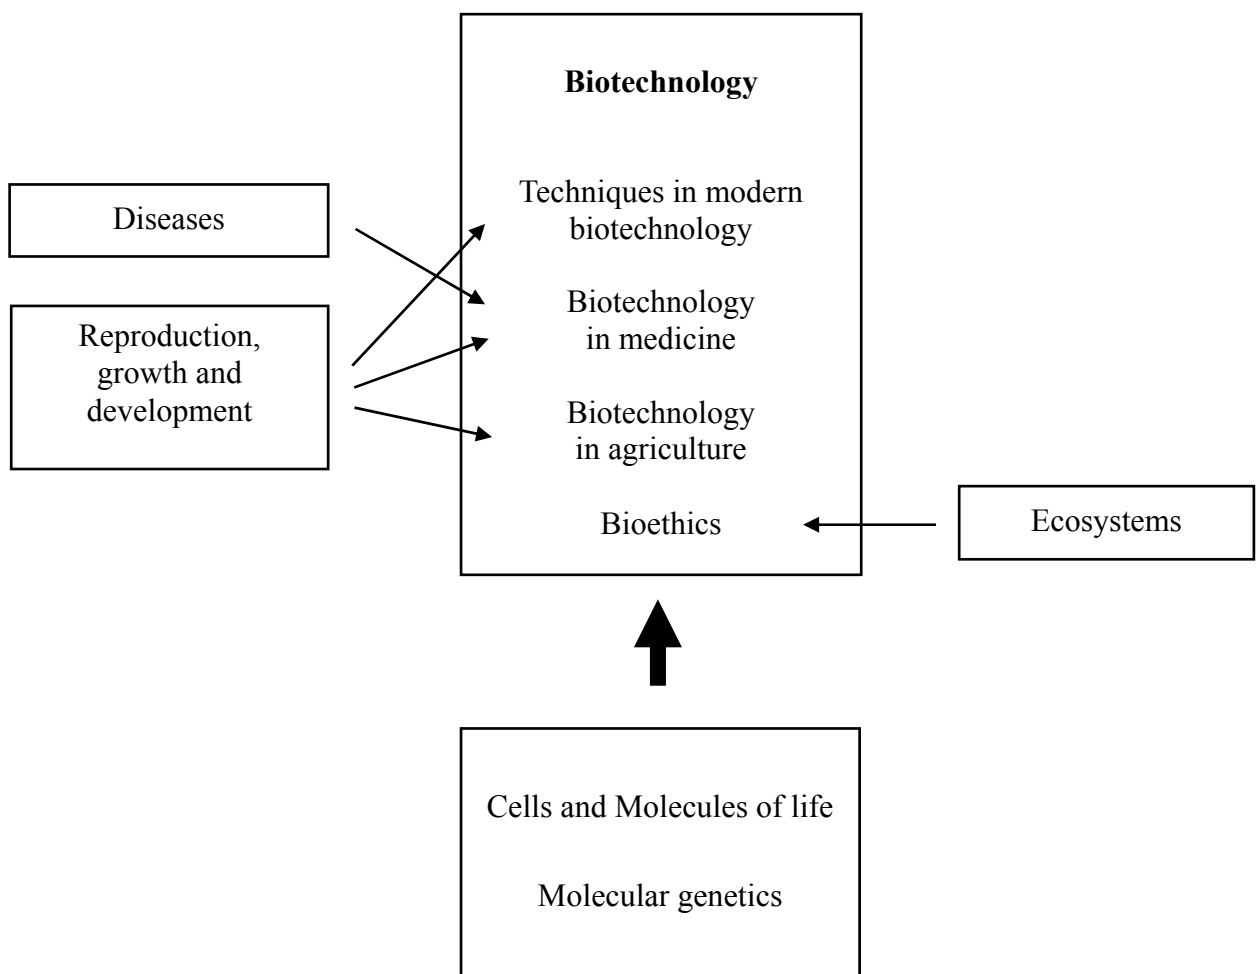 Biotechnology
Techniques in modern
biotechnology
Diseases
Biotechnology
in medicine
Reproduction,
growth and
development
Biotechnology
in agriculture
Bioethics
Ecosystems
Cells and Molecules of life
Molecular genetics